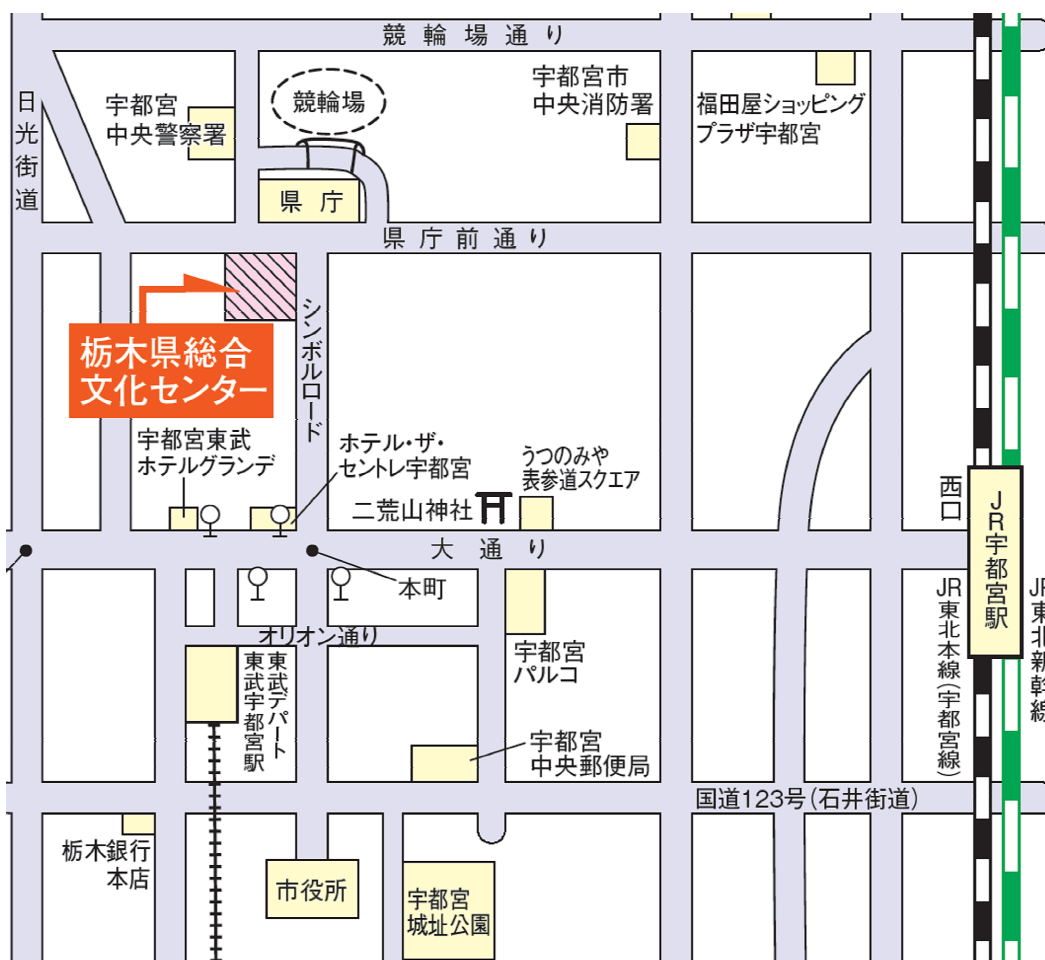 競輪場通り
日光街道
宇都宮
中央警察署
競輪場
宇都宮市
中央消防署
福田屋ショッピング
プラザ宇都宮
県庁
県庁前通り
シンボルロード
栃木県総合
文化センター
宇都宮東武
ホテルグランデ
ホテル・ザ・
セントレ宇都宮
うつのみや
表参道スクエア
二荒山神社
西口
JR宇都宮駅
大通り
本町
オリオン通り
宇都宮
パルコ
JR東北本線(宇都宮線)
JR東北新幹線
東武デパート
東武宇都宮駅
宇都宮
中央郵便局
国道123号(石井街道)
栃木銀行
本店
市役所
宇都宮
城址公園